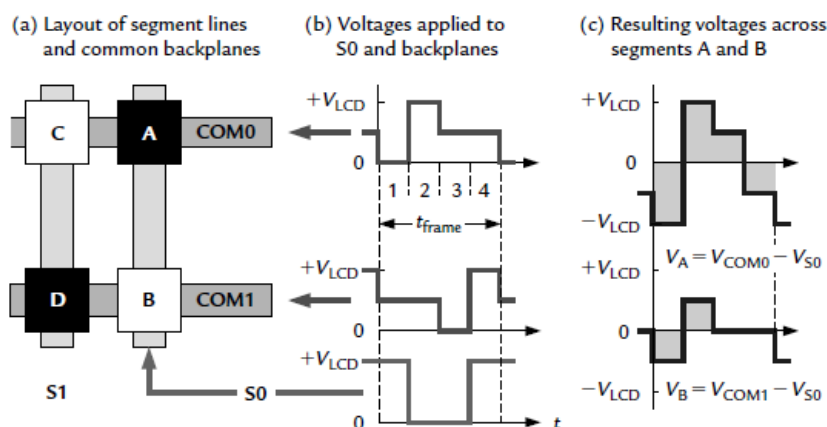 (a) Layout of segment lines
and common backplanes
C
A
COM0
D
B
COM1
S1
S0
(b) Voltages applied to
S0 and backplanes
+VLCD
0
1 2 3 4
tframe
+VLCD
0
+VLCD
0
t
(c) Resulting voltages across
segments A and B
+VLCD
0
−VLCD
VA = VCOM0 − VS0
+VLCD
0
−VLCD
VB = VCOM1 − VS0